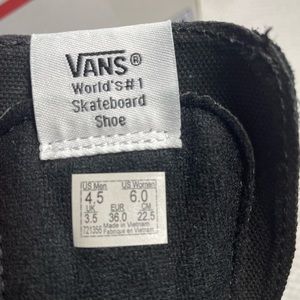 VANS®
World's#1
Skateboard
Shoe
US Men US Women
4.5 6.0
UK EUR CM
3.5 36.0 22.5
Made in Vietnam
721356 Fabriqué en Vietnam